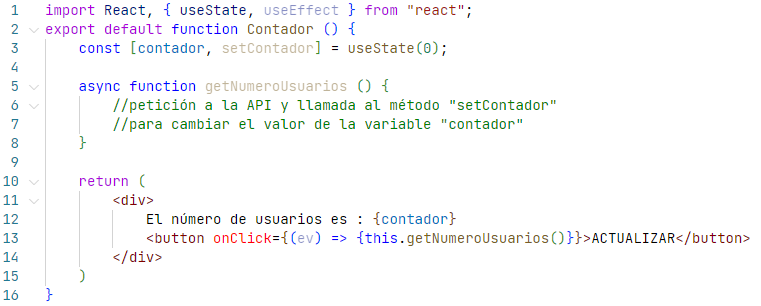 1 import React, { useState, useEffect } from "react";
2 export default function Contador () {
3     const [contador, setContador] = useState(0);
4
5     async function getNumeroUsuarios () {
6         //petición a la API y llamada al método "setContador"
7         //para cambiar el valor de la variable "contador"
8     }
9
10     return (
11         <div>
12             El número de usuarios es : {contador}
13             <button onClick={(ev) => {this.getNumeroUsuarios()}}>ACTUALIZAR</button>
14         </div>
15     )
16 }